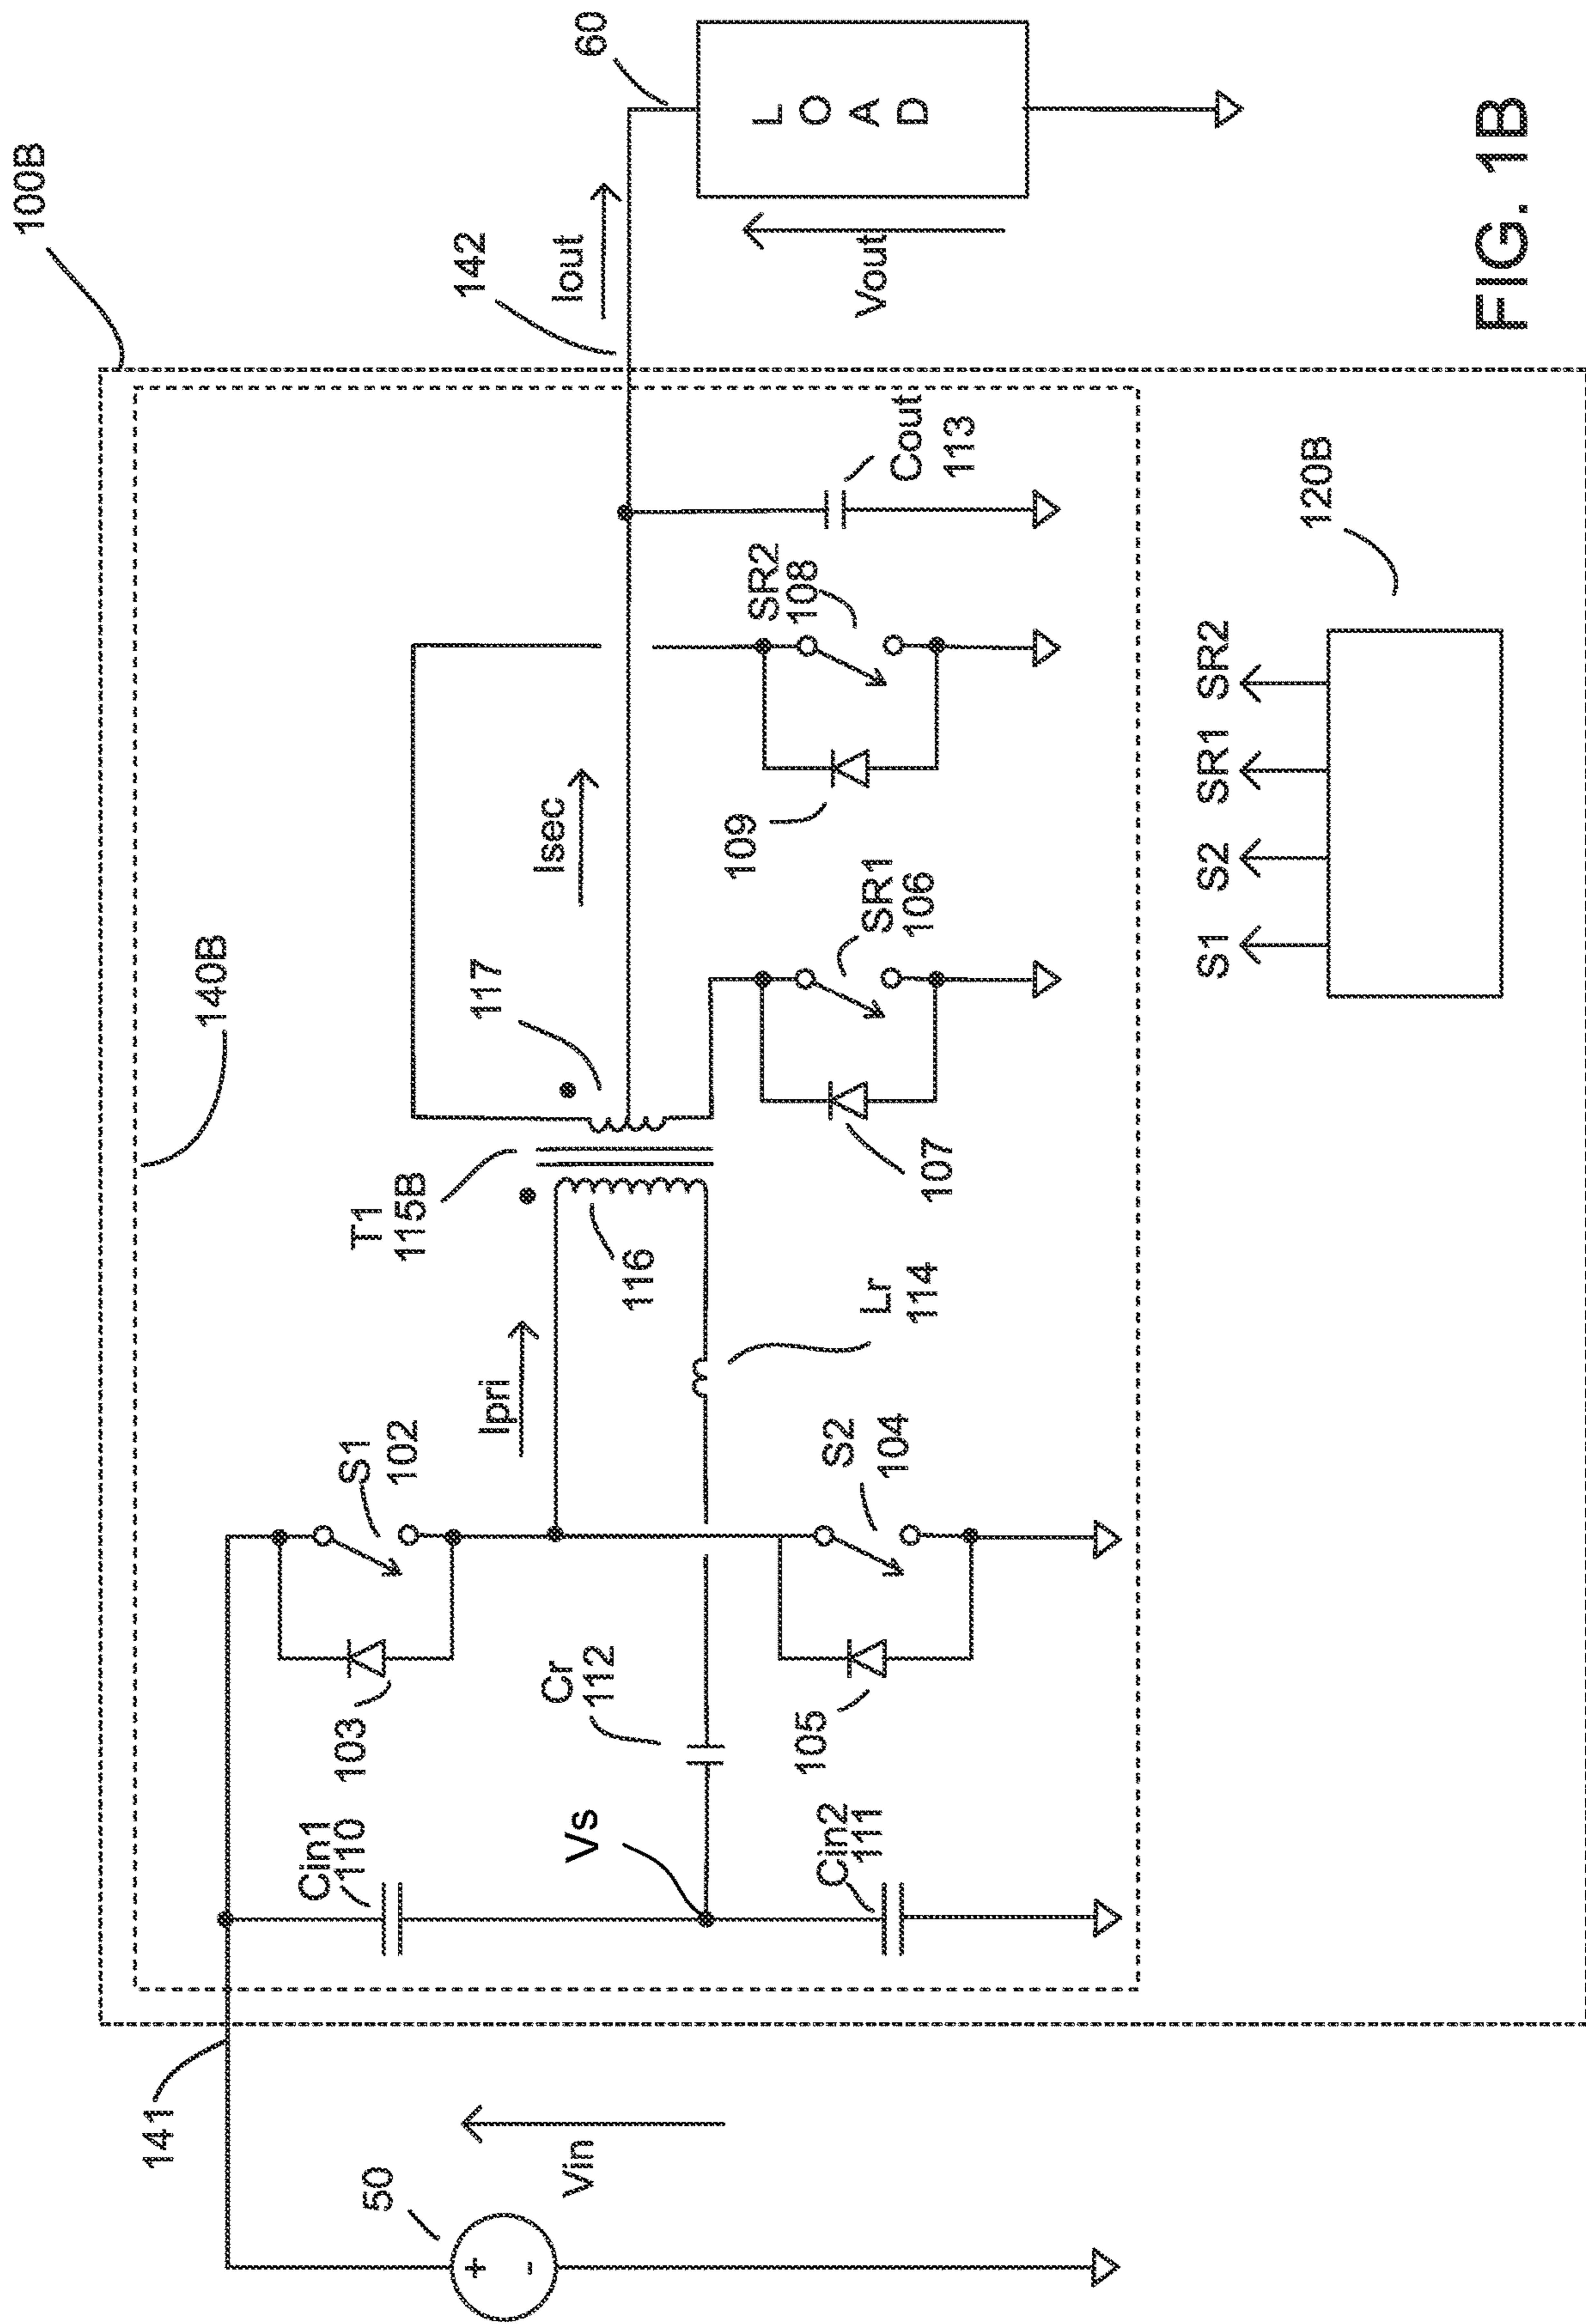 100B
140B
141
50
+
-
Vin
Cin1
110
Vs
Cin2
111
103
S1
102
Cr
112
105
S2
104
Ipri
Lr
114
T1
115B
116
117
107
SR1
106
Isec
109
SR2
108
Cout
113
142
Iout
Vout
60
L
O
A
D
S1 S2 SR1 SR2
120B
FIG. 1B